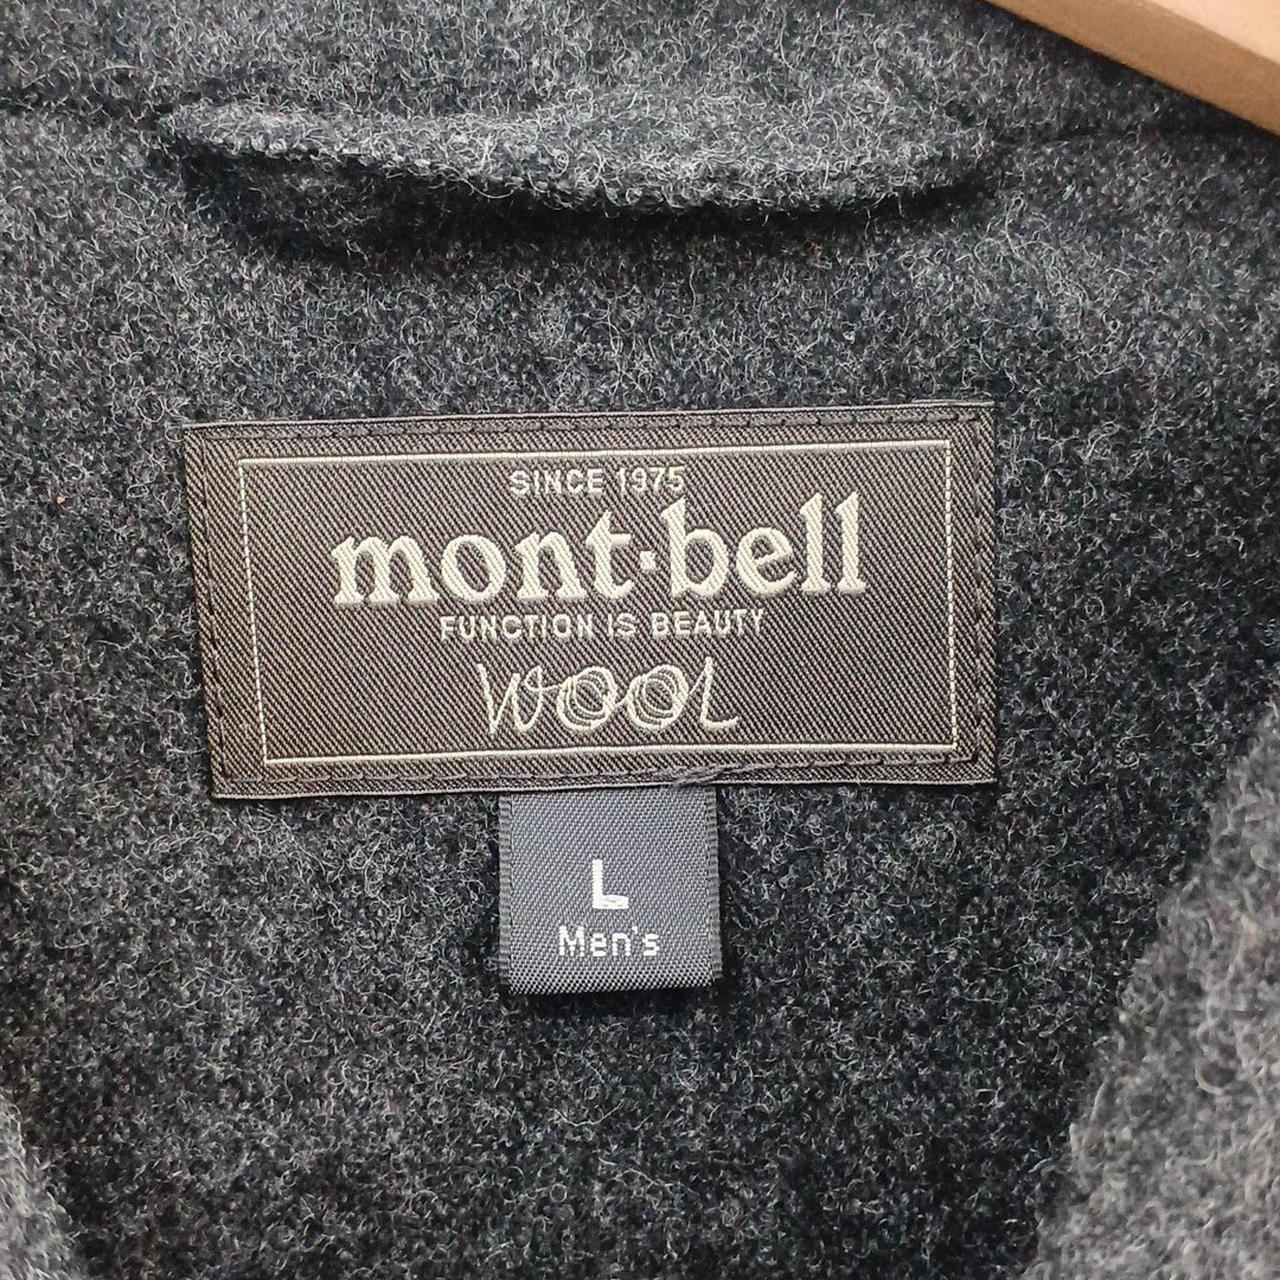 SINCE 1975
mont·bell
FUNCTION IS BEAUTY
WOOL
L
Men's